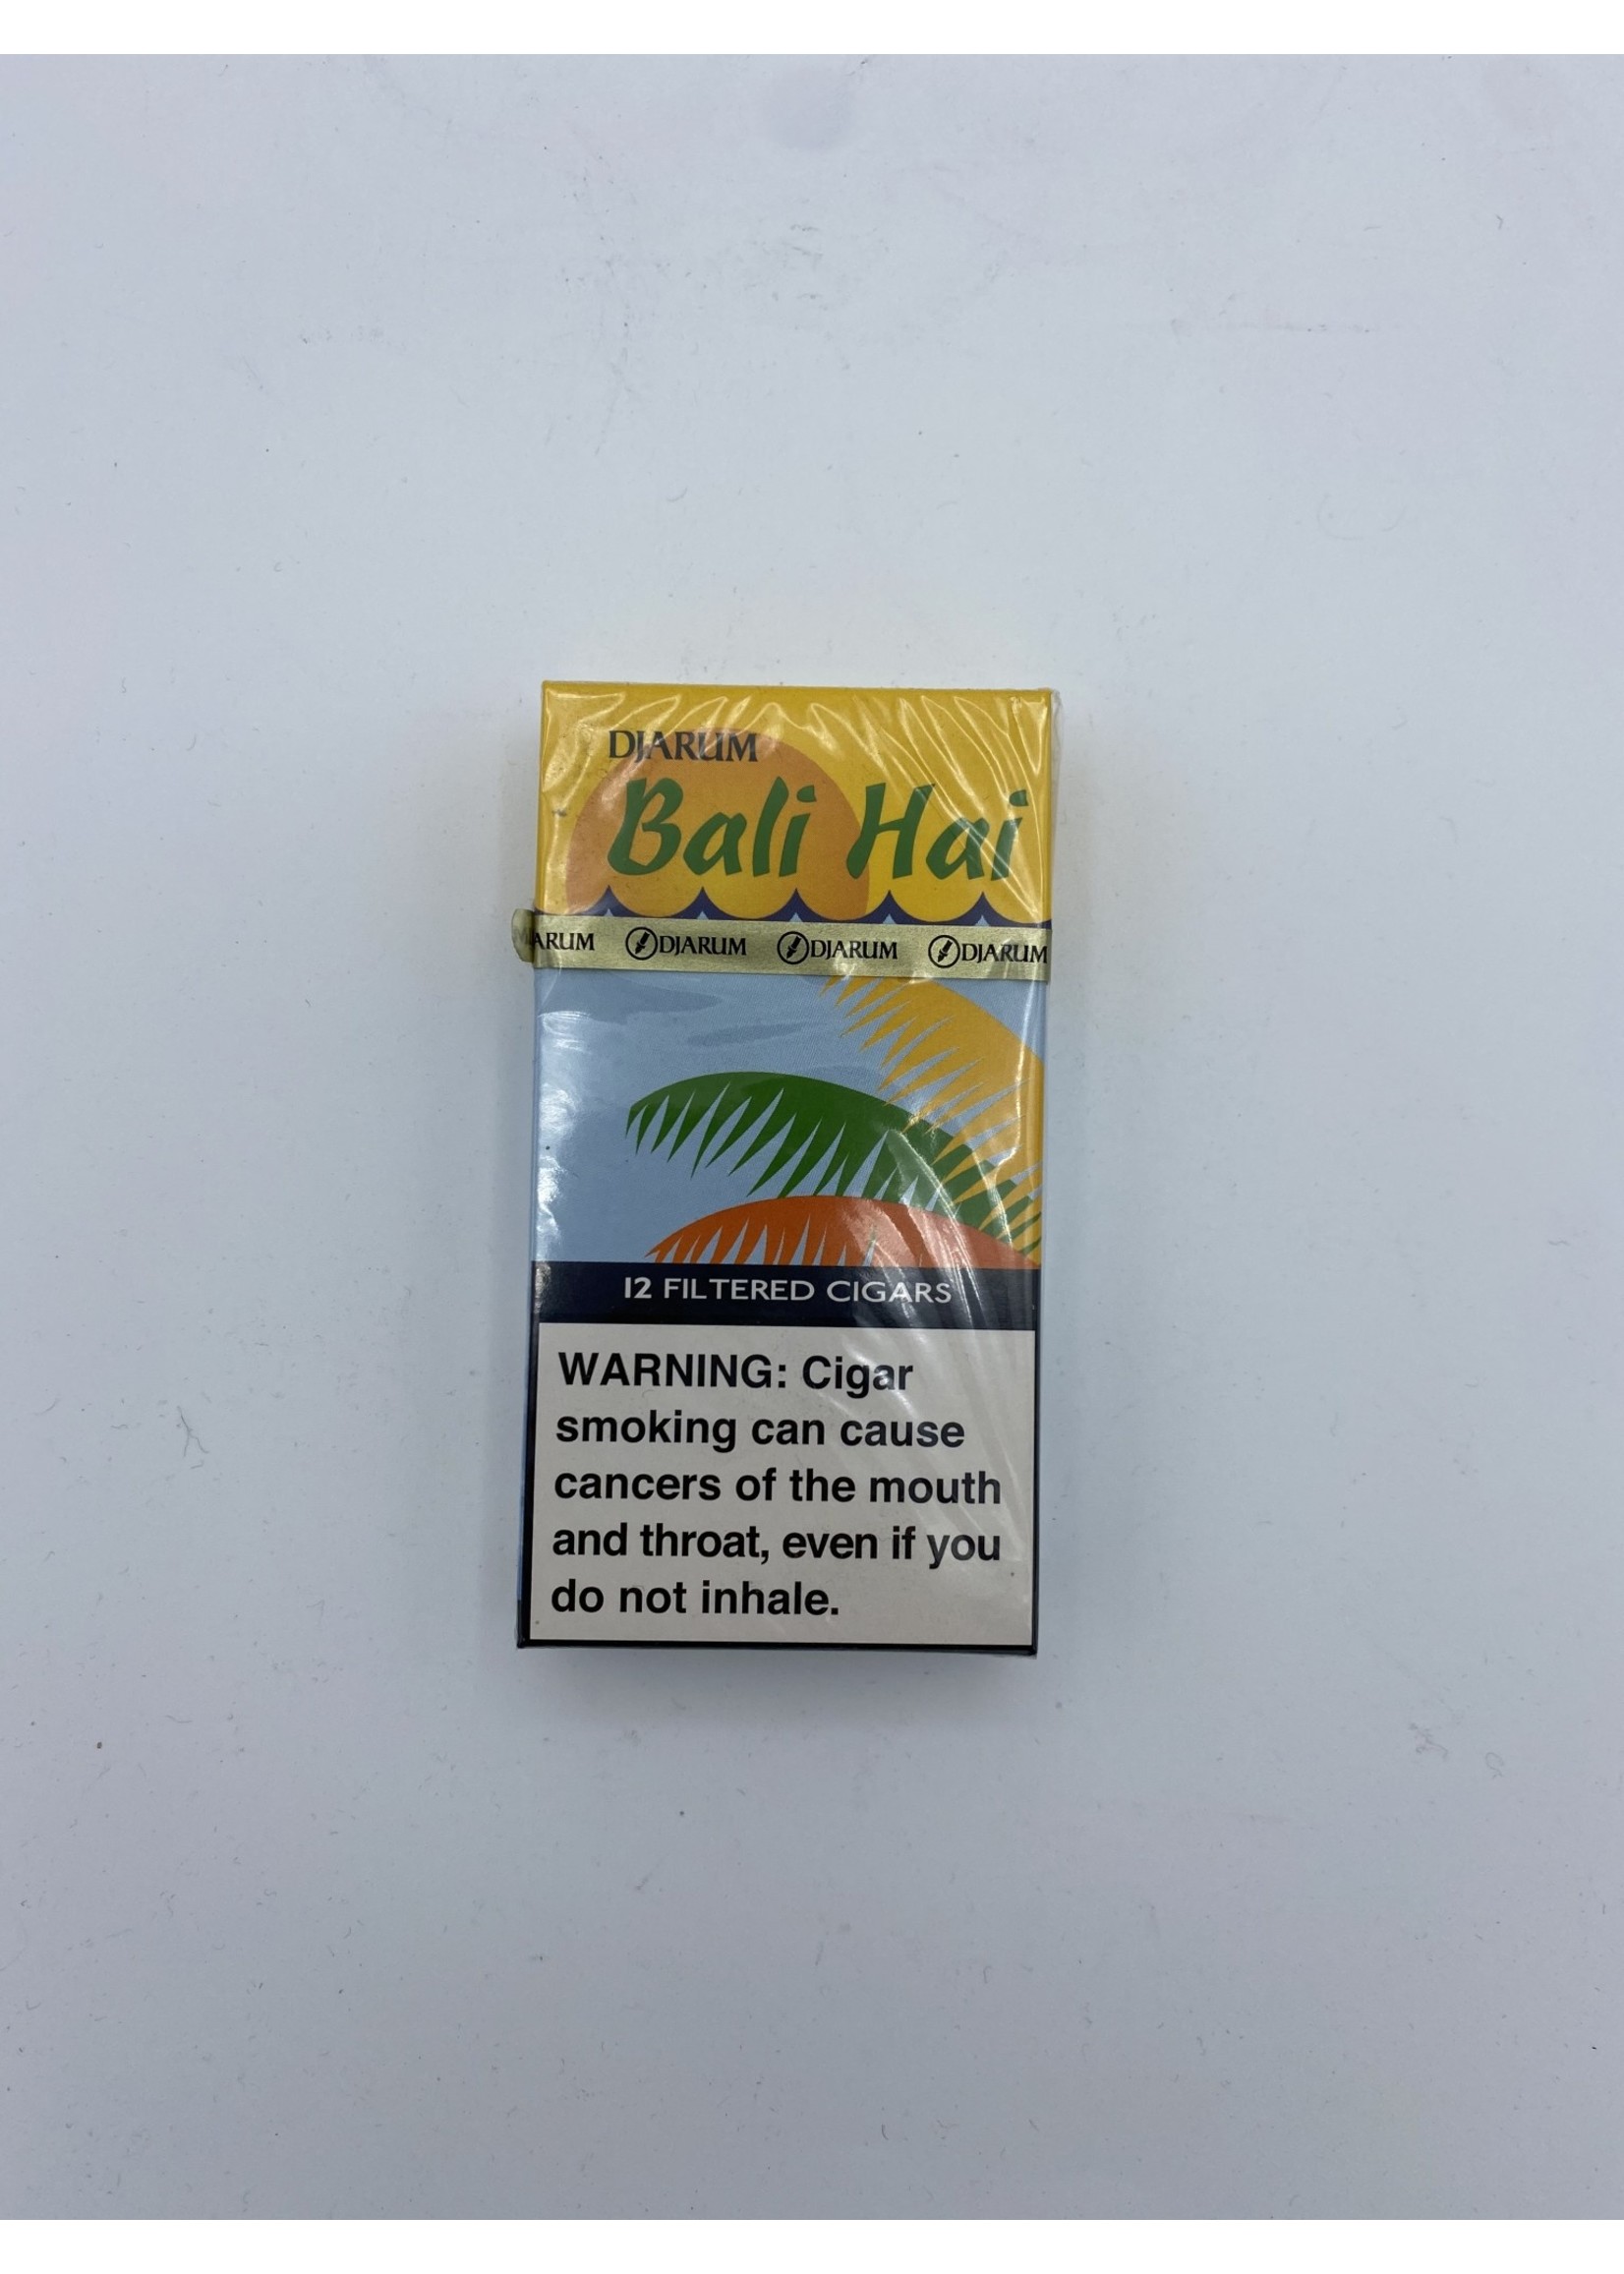 DJARUM
Bali Hai
ARUM DJARUM DJARUM DJARUM
12 FILTERED CIGARS
WARNING: Cigar
smoking can cause
cancers of the mouth
and throat, even if you
do not inhale.